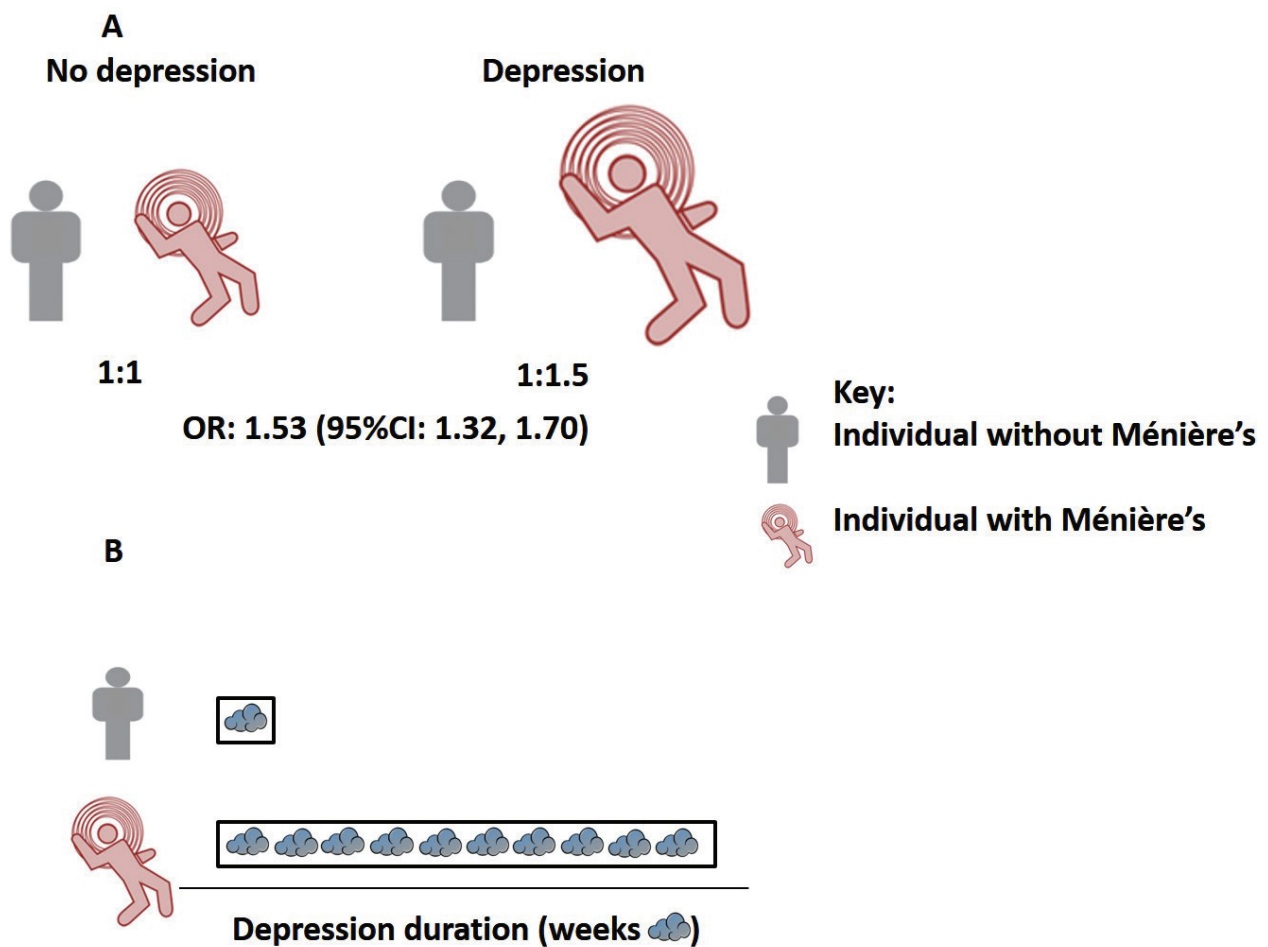 A
No depression
Depression
1:1
1:1.5
OR: 1.53 (95%CI: 1.32, 1.70)
Key:
Individual without Ménière’s
Individual with Ménière’s
B
Depression duration (weeks )